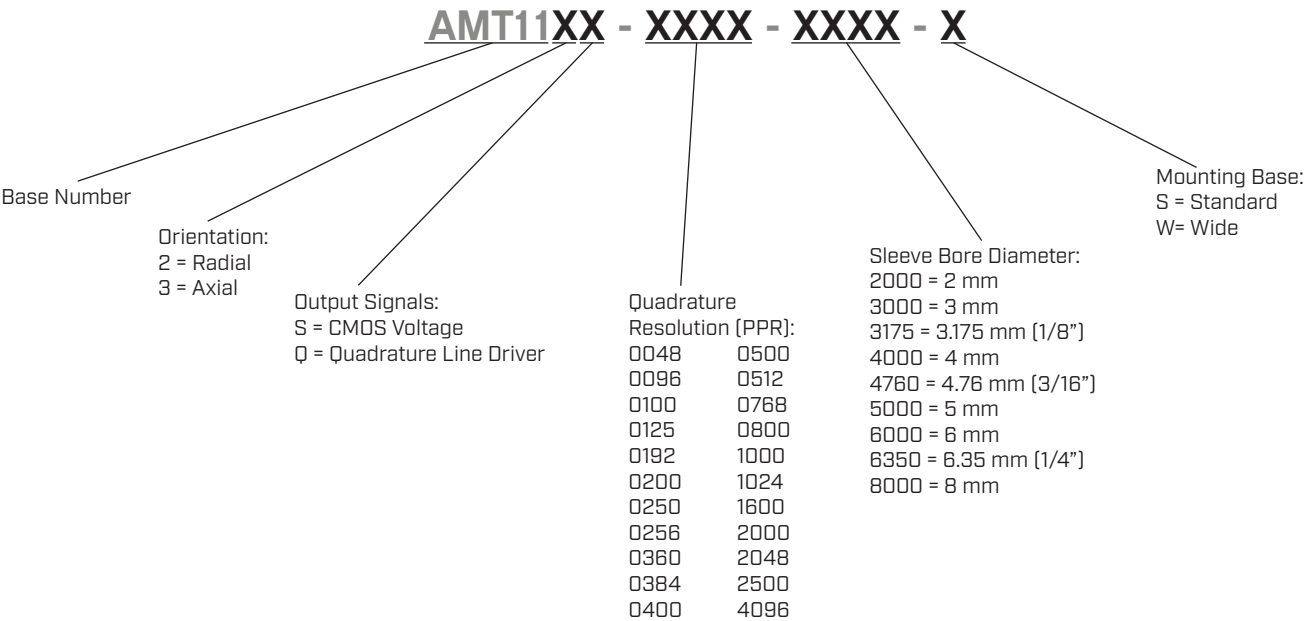 AMT11XX - XXXX - XXXX - X
Base Number
Orientation:
2 = Radial
3 = Axial
Output Signals:
S = CMOS Voltage
Q = Quadrature Line Driver
Quadrature
Resolution (PPR):
0048 0500
0096 0512
0100 0768
0125 0800
0192 1000
0200 1024
0250 1600
0256 2000
0360 2048
0384 2500
0400 4096
Sleeve Bore Diameter:
2000 = 2 mm
3000 = 3 mm
3175 = 3.175 mm (1/8”)
4000 = 4 mm
4760 = 4.76 mm (3/16”)
5000 = 5 mm
6000 = 6 mm
6350 = 6.35 mm (1/4”)
8000 = 8 mm
Mounting Base:
S = Standard
W= Wide